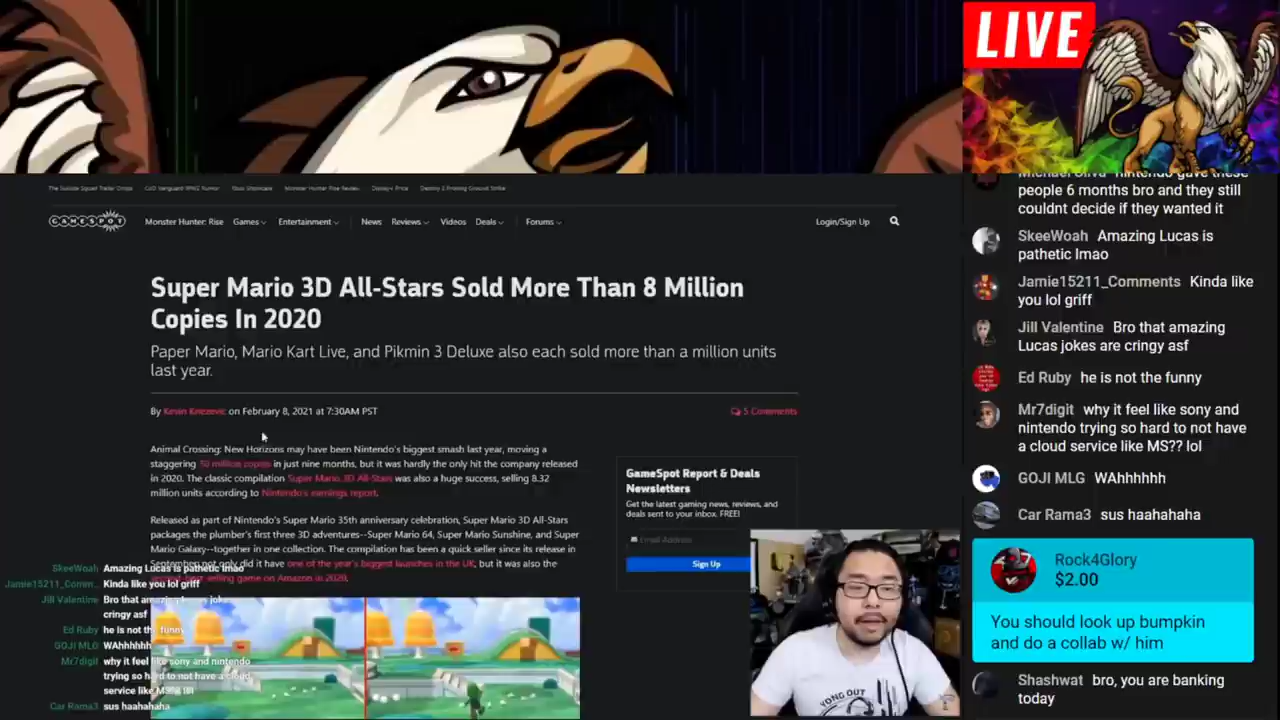 LIVE
The Suicide Squad Trailer Drops
CoD Vanguard RPM2 Rumor
Xbox Showcase
Monster Hunter Rise Review
Disney+ Price
Destiny 2 Proving Ground Strike
GAMESPOT
Monster Hunter: Rise
Games
Entertainment
News
Reviews
Videos
Deals
Forums
Login/Sign Up
Super Mario 3D All-Stars Sold More Than 8 Million
Copies In 2020
Paper Mario, Mario Kart Live, and Pikmin 3 Deluxe also each sold more than a million units
last year.
By Kevin Knezevic on February 8, 2021 at 7:30AM PST
5 Comments
Animal Crossing: New Horizons may have been Nintendo's biggest smash last year, moving a
staggering 50 million copies in just nine months, but it was hardly the only hit the company released
in 2020. The classic compilation Super Mario 3D All-Stars was also a huge success, selling 8.32
million units according to Nintendo's earnings report.
Released as part of Nintendo's Super Mario 35th anniversary celebration, Super Mario 3D All-Stars
packages the plumber's first three 3D adventures--Super Mario 64, Super Mario Sunshine, and Super
Mario Galaxy--together in one collection. The compilation has been a quick seller since its release in
September; not only did it have one of the year's biggest launches in the UK, but it was also the
second-best-selling game on Amazon in 2020.
GameSpot Report & Deals
Newsletters
Get the latest gaming news, reviews, and
deals sent to your inbox, FREE!
Email Address
Sign Up
SkeeWoah Amazing Lucas is pathetic lmao
Jamie15211_Comm.. Kinda like you lol griff
Jill Valentine Bro that amazing Lucas jokes
cringy asf
Ed Ruby he is not the funny
GOJI MLG WAhhhhhh
Mr7digit why it feel like sony and nintendo
trying so hard to not have a cloud
service like MS?? lol
Car Rama3 sus haahahaha
YONG OUT
Michael Oliva nintendo gave these
people 6 months bro and they still
couldnt decide if they wanted it
SkeeWoah Amazing Lucas is
pathetic lmao
Jamie15211_Comments Kinda like
you lol griff
Jill Valentine Bro that amazing
Lucas jokes are cringy asf
Ed Ruby he is not the funny
Mr7digit why it feel like sony and
nintendo trying so hard to not have
a cloud service like MS?? lol
GOJI MLG WAhhhhhh
Car Rama3 sus haahahaha
Rock4Glory
$2.00
You should look up bumpkin
and do a collab w/ him
Shashwat bro, you are banking
today